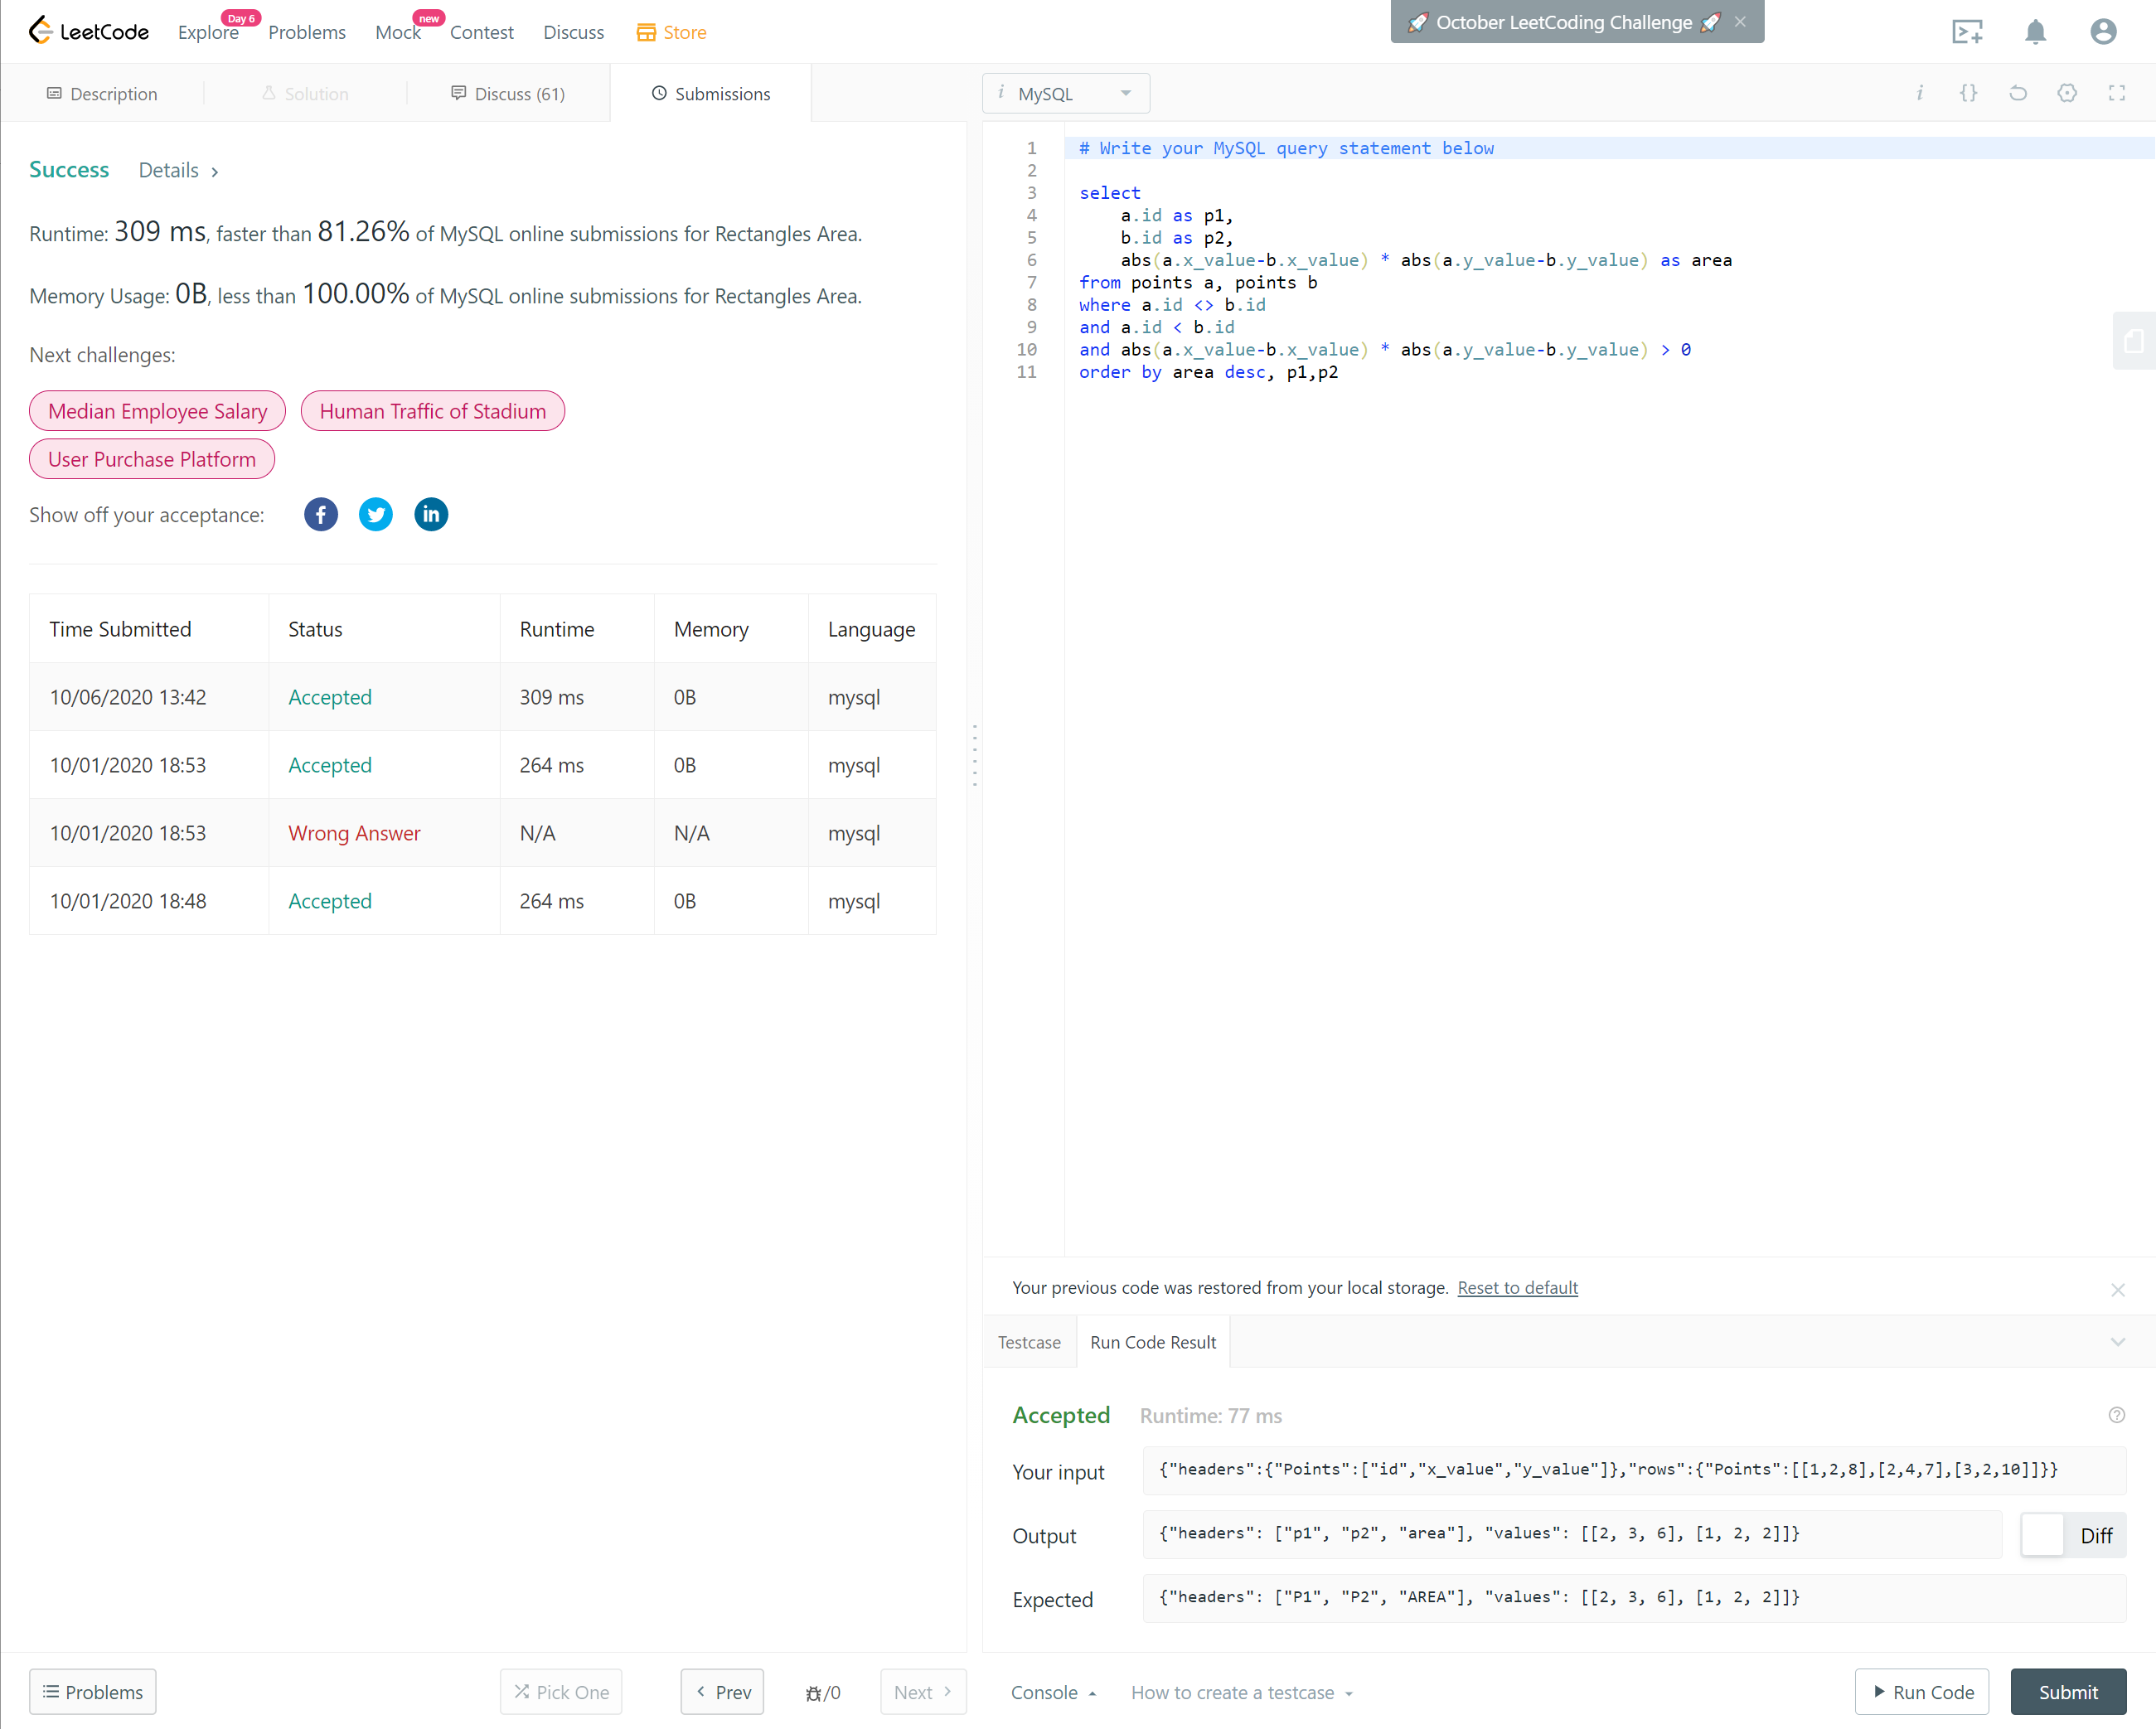 LeetCode
Explore
Day 6
Problems
Mock
new
Contest
Discuss
Store
🚀 October LeetCoding Challenge 🚀
Description
Solution
Discuss (61)
Submissions
Success
Details
Runtime: 309 ms, faster than 81.26% of MySQL online submissions for Rectangles Area.
Memory Usage: 0B, less than 100.00% of MySQL online submissions for Rectangles Area.
Next challenges:
Median Employee Salary
Human Traffic of Stadium
User Purchase Platform
Show off your acceptance:
Time Submitted Status Runtime Memory Language
10/06/2020 13:42 Accepted 309 ms 0B mysql
10/01/2020 18:53 Accepted 264 ms 0B mysql
10/01/2020 18:53 Wrong Answer N/A N/A mysql
10/01/2020 18:48 Accepted 264 ms 0B mysql
Problems
Pick One
Prev
/0
Next
i MySQL
i {}
1 # Write your MySQL query statement below
2
3 select
4 a.id as p1,
5 b.id as p2,
6 abs(a.x_value-b.x_value) * abs(a.y_value-b.y_value) as area
7 from points a, points b
8 where a.id <> b.id
9 and a.id < b.id
10 and abs(a.x_value-b.x_value) * abs(a.y_value-b.y_value) > 0
11 order by area desc, p1,p2
Your previous code was restored from your local storage. Reset to default
Testcase
Run Code Result
Accepted
Runtime: 77 ms
Your input
{"headers":{"Points":["id","x_value","y_value"]},"rows":{"Points":[[1,2,8],[2,4,7],[3,2,10]]}}
Output
{"headers": ["p1", "p2", "area"], "values": [[2, 3, 6], [1, 2, 2]]}
Diff
Expected
{"headers": ["P1", "P2", "AREA"], "values": [[2, 3, 6], [1, 2, 2]]}
Console
How to create a testcase
Run Code
Submit